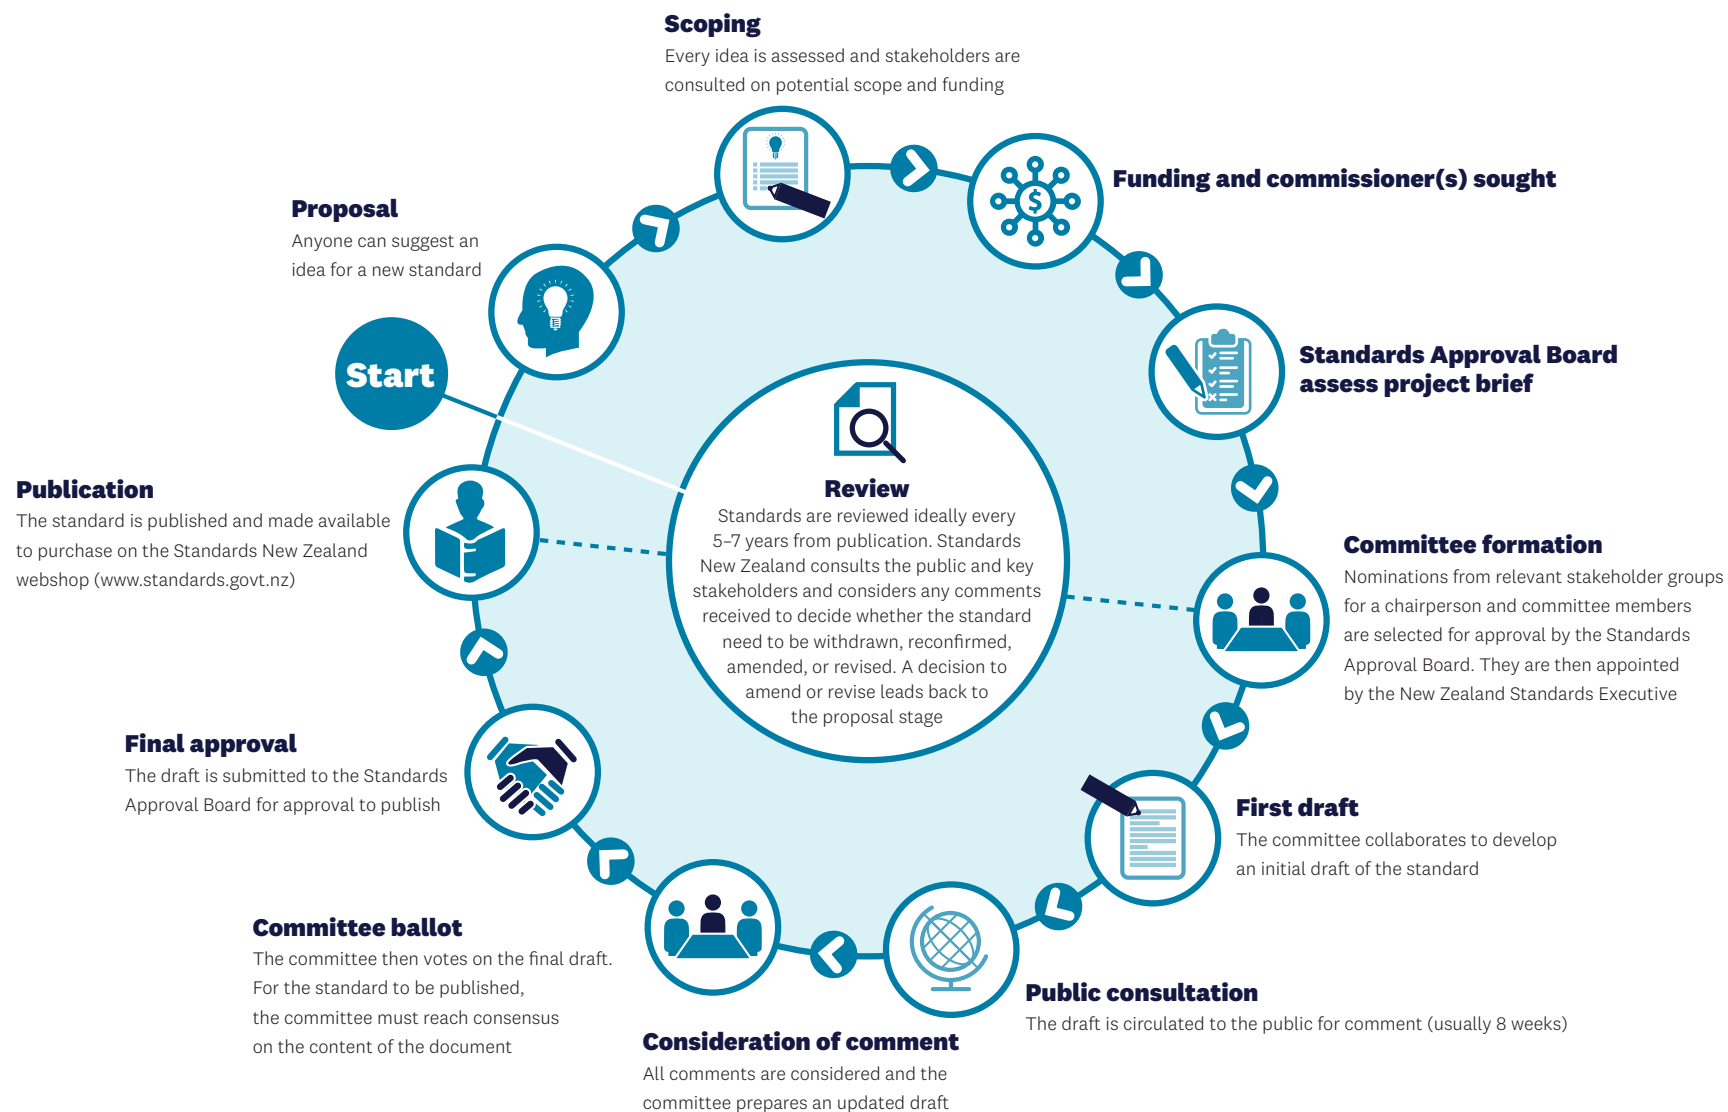 Scoping
Every idea is assessed and stakeholders are
consulted on potential scope and funding
Funding and commissioner(s) sought
Proposal
Anyone can suggest an
idea for a new standard
Start
$
Standards Approval Board
assess project brief
Review
Standards are reviewed ideally every
5–7 years from publication. Standards
New Zealand consults the public and key
stakeholders and considers any comments
received to decide whether the standard
need to be withdrawn, reconfirmed,
amended, or revised. A decision to
amend or revise leads back to
the proposal stage
Publication
The standard is published and made available
to purchase on the Standards New Zealand
webshop (www.standards.govt.nz)
Committee formation
Nominations from relevant stakeholder groups
for a chairperson and committee members
are selected for approval by the Standards
Approval Board. They are then appointed
by the New Zealand Standards Executive
Final approval
The draft is submitted to the Standards
Approval Board for approval to publish
First draft
The committee collaborates to develop
an initial draft of the standard
Committee ballot
The committee then votes on the final draft.
For the standard to be published,
the committee must reach consensus
on the content of the document
Public consultation
The draft is circulated to the public for comment (usually 8 weeks)
Consideration of comment
All comments are considered and the
committee prepares an updated draft